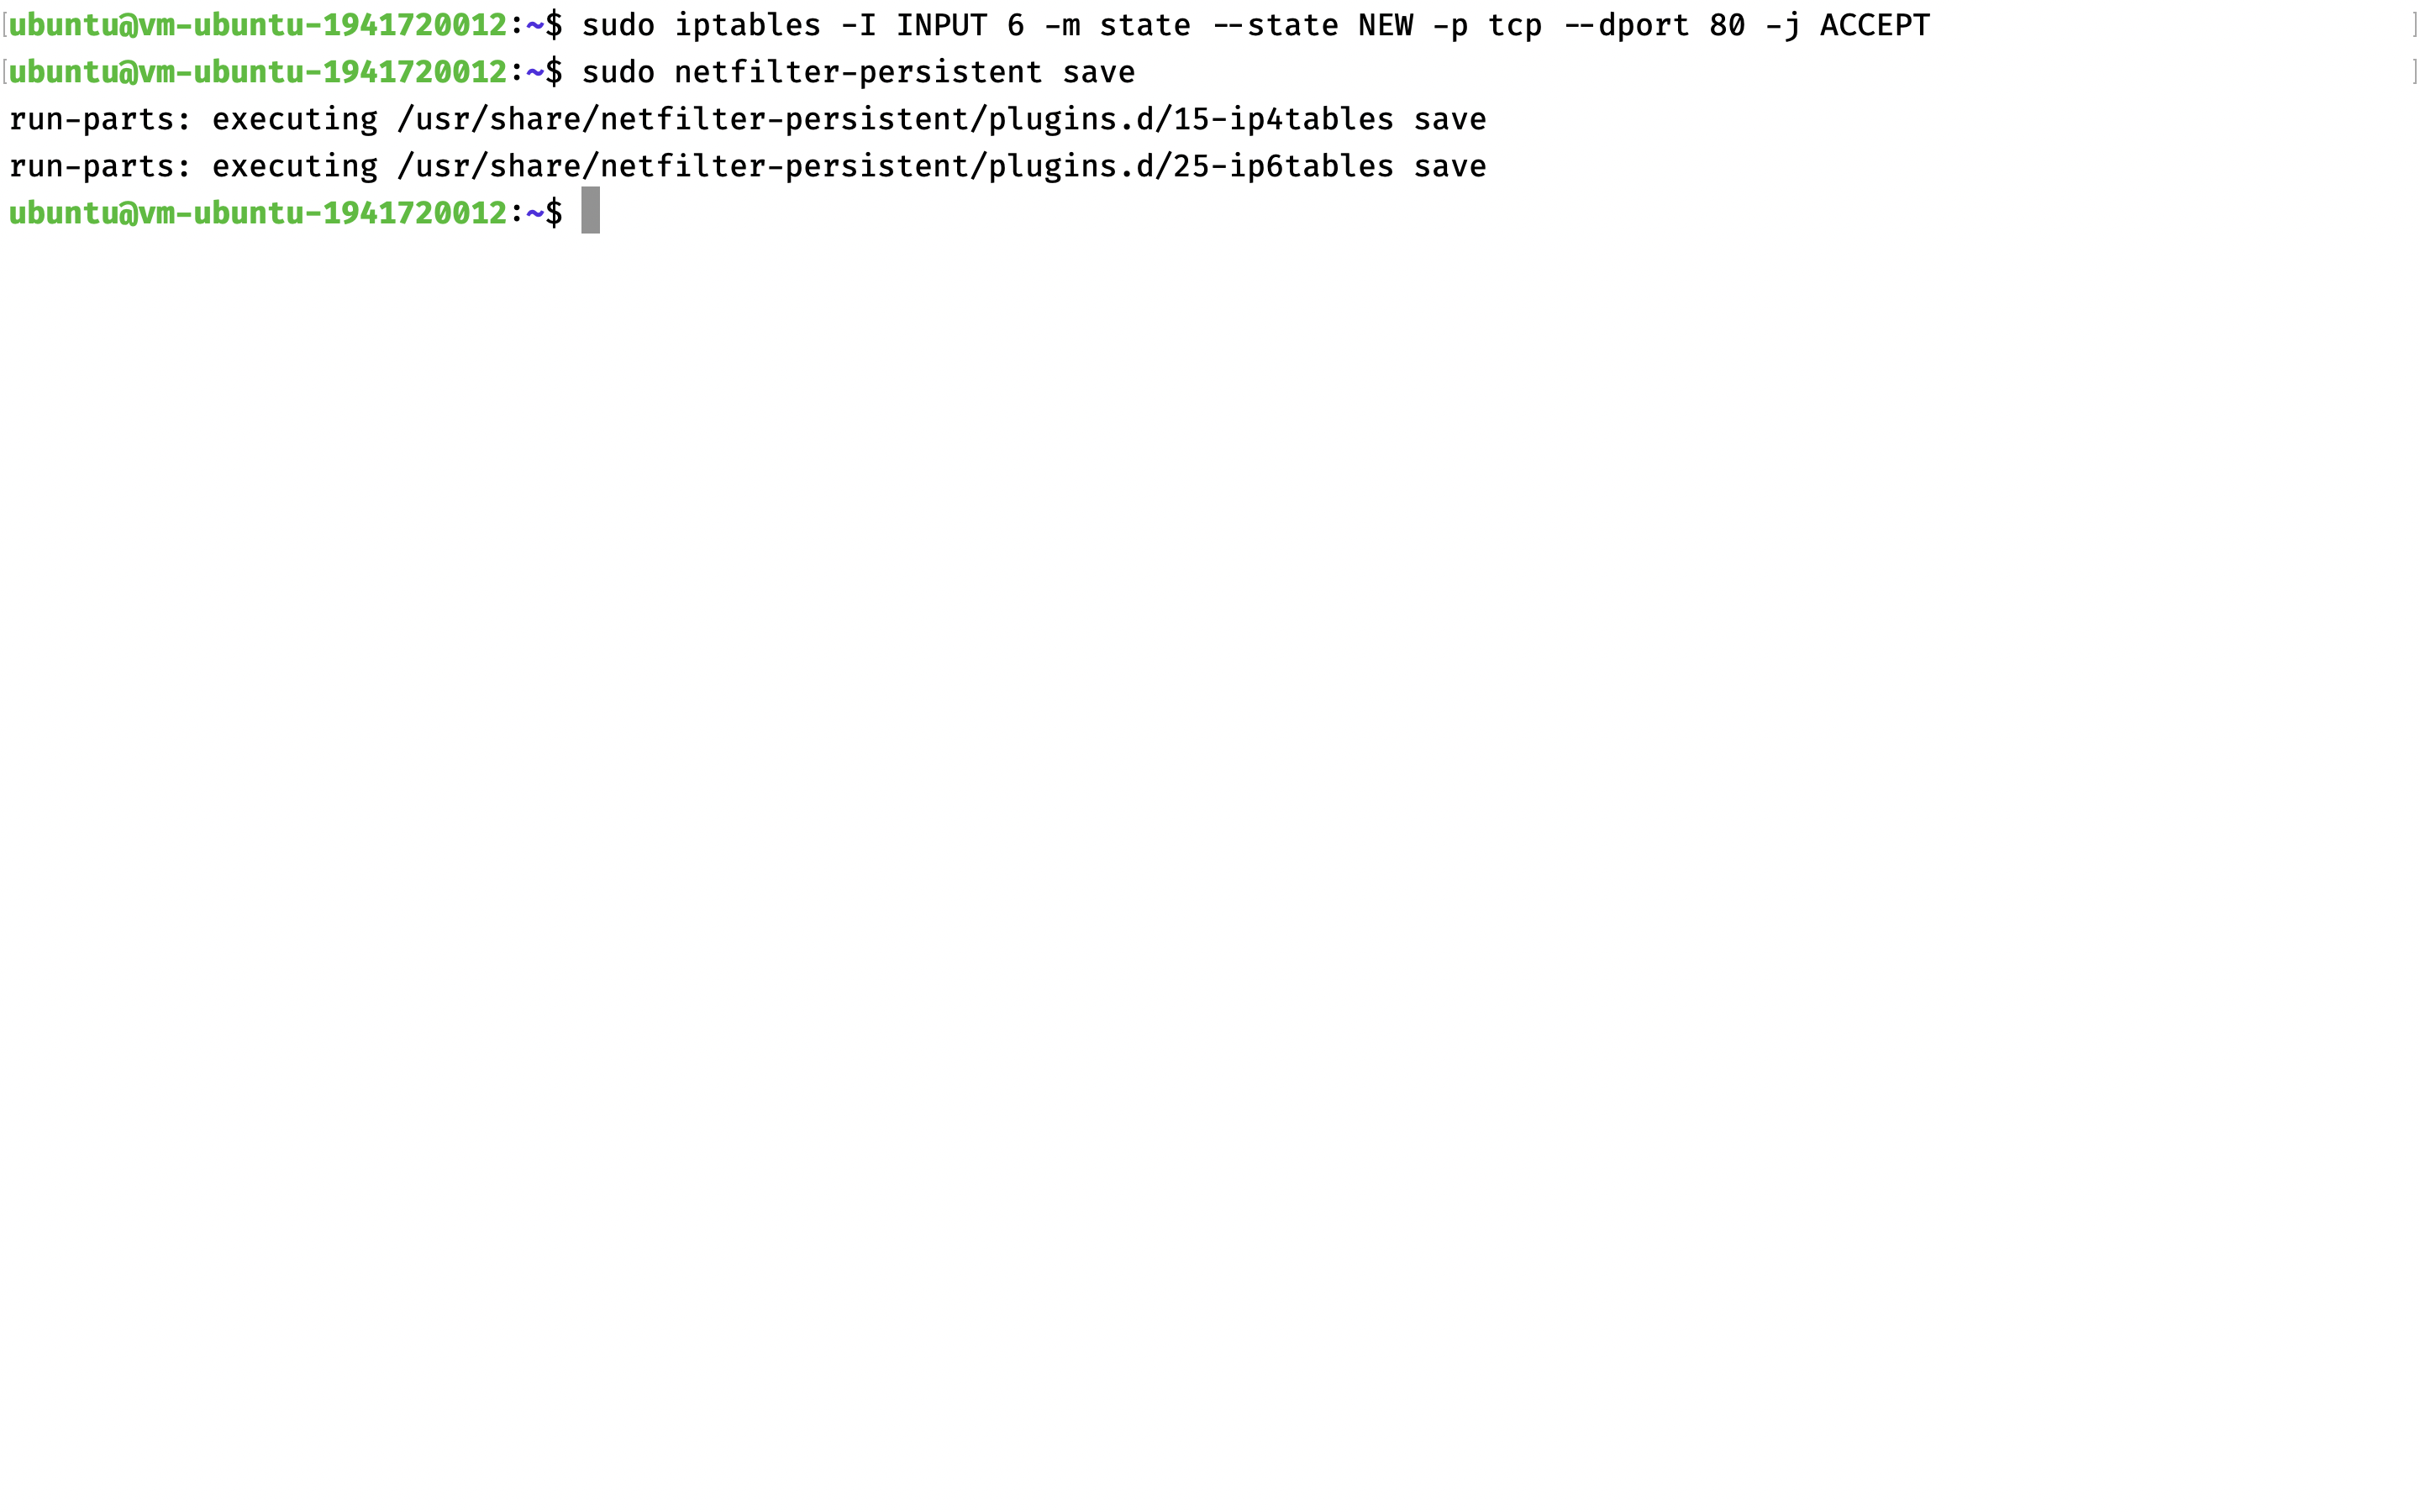 ubuntu@vm-ubuntu-1941720012:~$ sudo iptables -I INPUT 6 -m state --state NEW -p tcp --dport 80 -j ACCEPT
ubuntu@vm-ubuntu-1941720012:~$ sudo netfilter-persistent save
run-parts: executing /usr/share/netfilter-persistent/plugins.d/15-ip4tables save
run-parts: executing /usr/share/netfilter-persistent/plugins.d/25-ip6tables save
ubuntu@vm-ubuntu-1941720012:~$